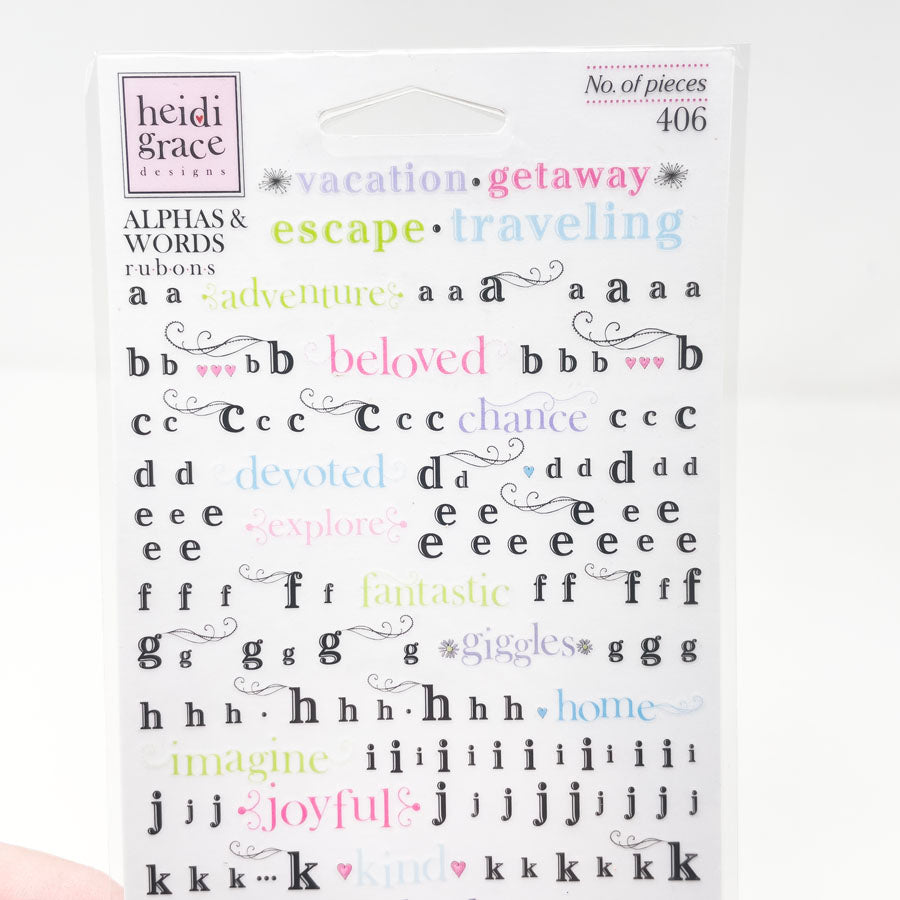 heidi
grace
designs
No. of pieces
406
ALPHAS &
WORDS
r·u·b·o·n·s
vacation • getaway
escape • traveling
a a adventure a a a a a a a
b b b b beloved b b b b
c c c c c c c c chance c c c
d d devoted d d d d d d d
e e e explore e e e e e
e e e e e e e e e
f f f f f fantastic f f f f f
g g g g g g giggles g g g
h h h · h h h · h h h home
imagine i i i i i i i i i i i i i
j j j joyful j j j j j j j j j
k k k ... k kind k k k k k k